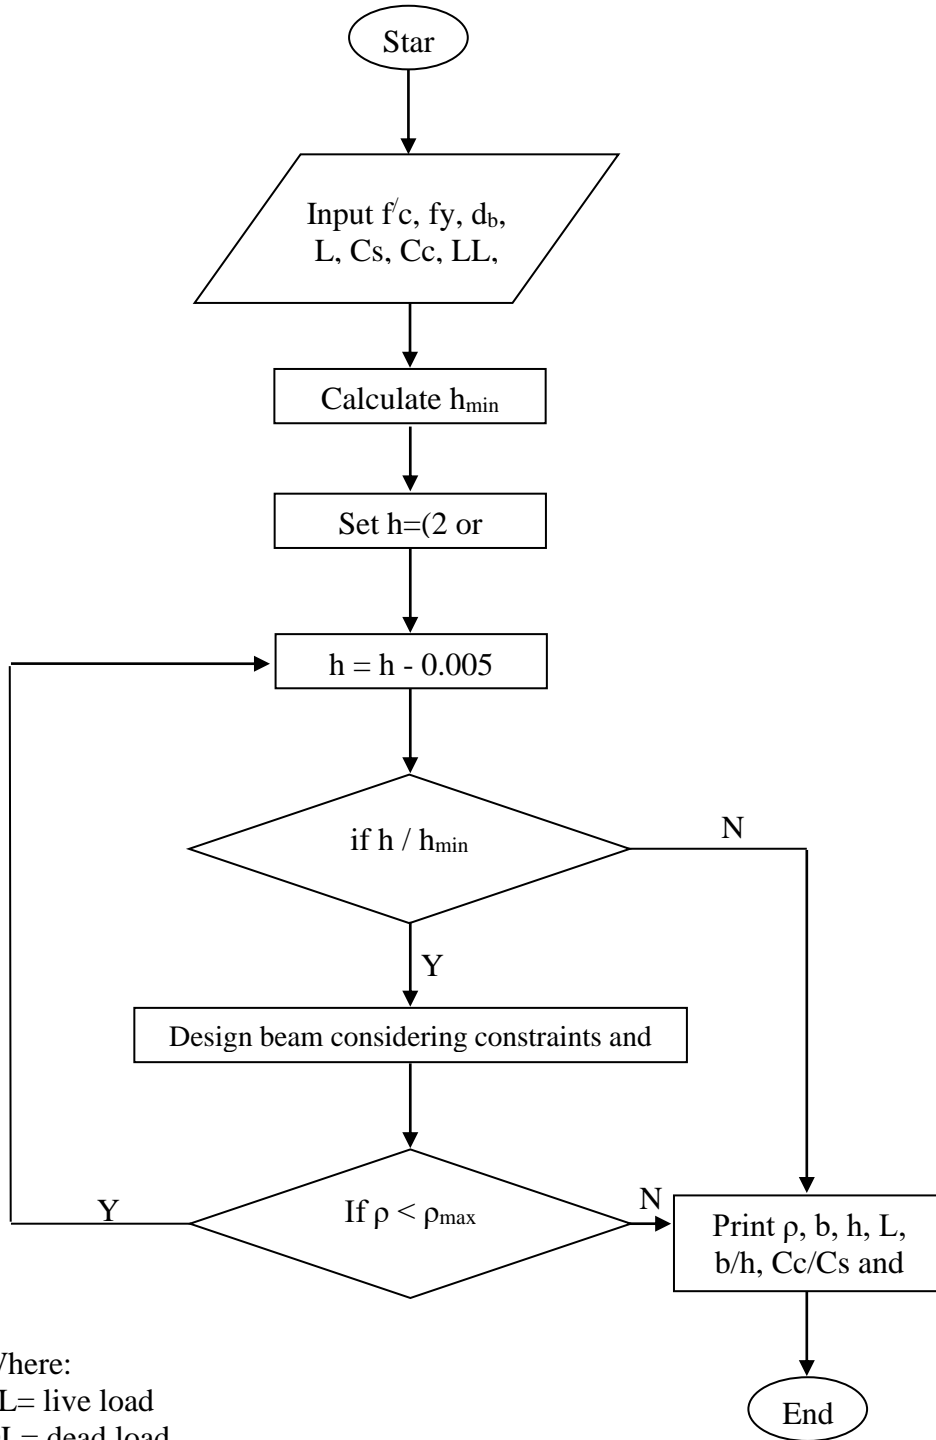 Star
Input f/c, fy, db,
L, Cs, Cc, LL,
Calculate hmin
Set h=(2 or
h = h - 0.005
if h / hmin
N
Y
Design beam considering constraints and
If ρ < ρmax
Y
N
Print ρ, b, h, L,
b/h, Cc/Cs and
End
here:
L= live load
L= dead load